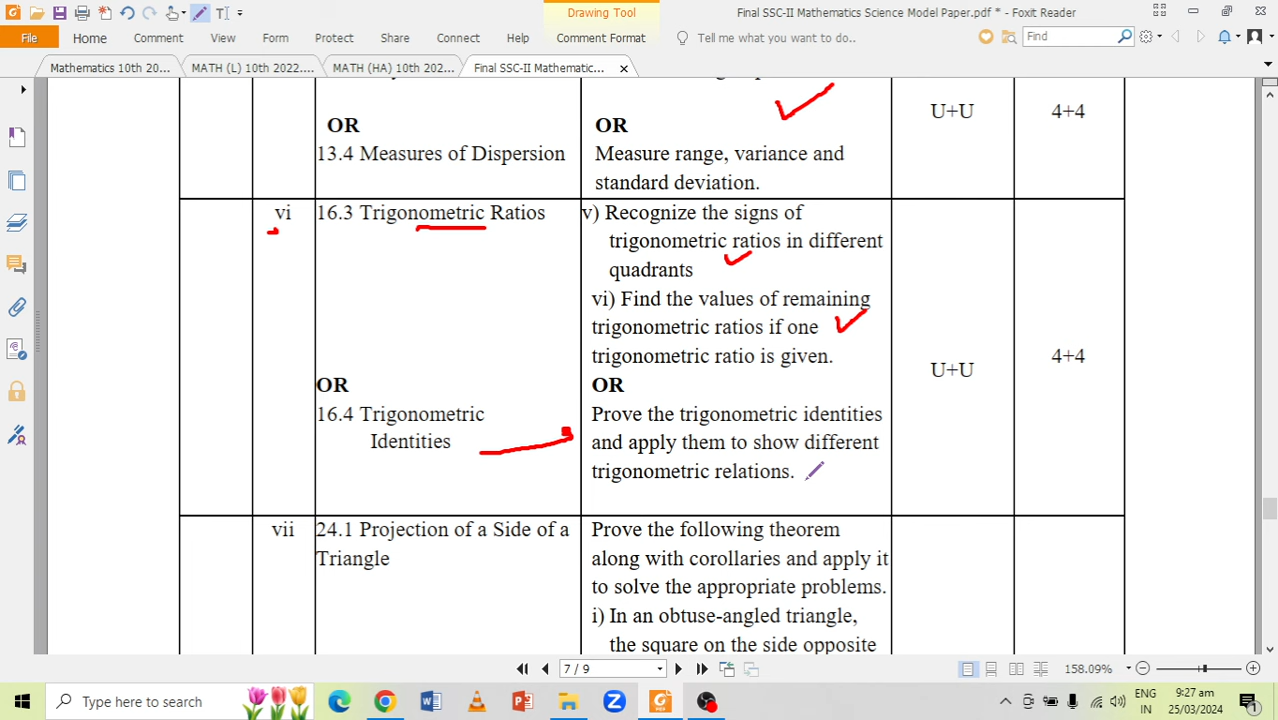 Drawing Tool
Final SSC-II Mathematics Science Model Paper.pdf * - Foxit Reader
File
Home
Comment
View
Form
Protect
Share
Connect
Help
Comment Format
Tell me what you want to do..
Find
Mathematics 10th 20...
MATH (L) 10th 2022....
MATH (HA) 10th 202...
Final SSC-II Mathematic...
OR
13.4 Measures of Dispersion
OR
Measure range, variance and
standard deviation.
U+U
4+4
vi
16.3 Trigonometric Ratios
v) Recognize the signs of
trigonometric ratios in different
quadrants
vi) Find the values of remaining
trigonometric ratios if one
trigonometric ratio is given.
OR
16.4 Trigonometric
Identities
OR
Prove the trigonometric identities
and apply them to show different
trigonometric relations.
U+U
4+4
vii
24.1 Projection of a Side of a
Triangle
Prove the following theorem
along with corollaries and apply it
to solve the appropriate problems.
i) In an obtuse-angled triangle,
the square on the side opposite
7 / 9
158.09%
Type here to search
ENG
IN
9:27 am
25/03/2024